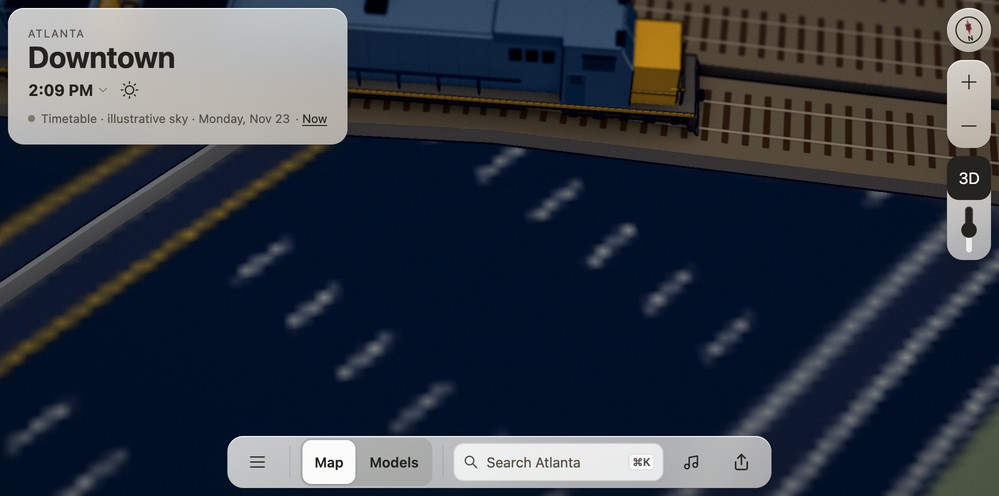 ATLANTA
Downtown
2:09 PM
Timetable · illustrative sky · Monday, Nov 23 · Now
N
3D
Map
Models
Search Atlanta
⌘K